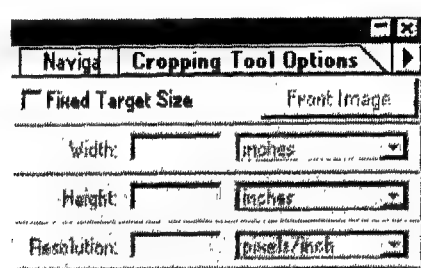 Naviga Cropping Tool Options
Fixed Target Size Front Image
Width: inches
Height: inches
Resolution: pixels/inch